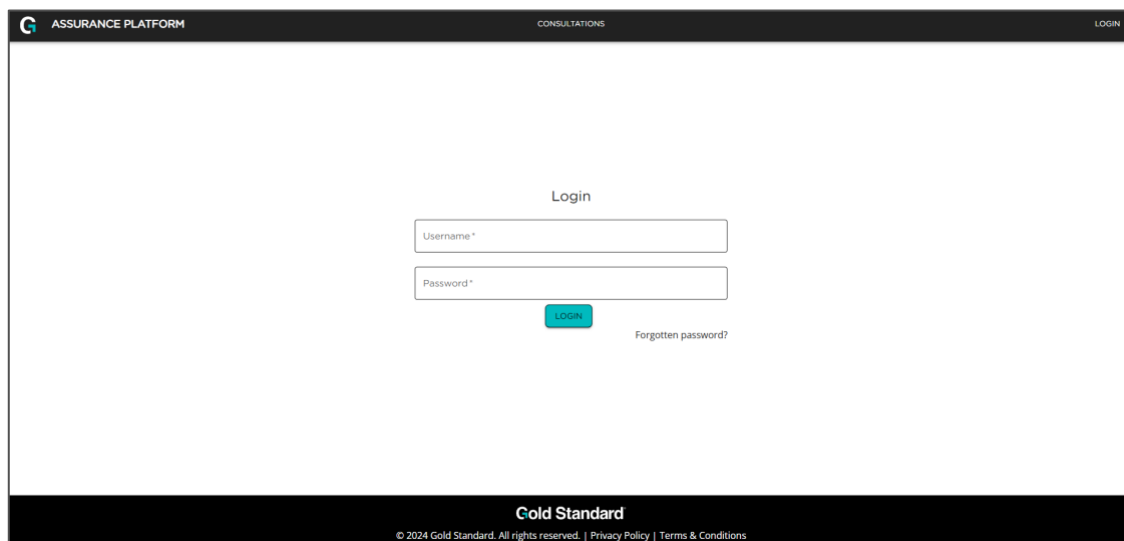 G ASSURANCE PLATFORM CONSULTATIONS LOGIN
Login
Username *
Password *
LOGIN
Forgotten password?
Gold Standard
© 2024 Gold Standard. All rights reserved. | Privacy Policy | Terms & Conditions